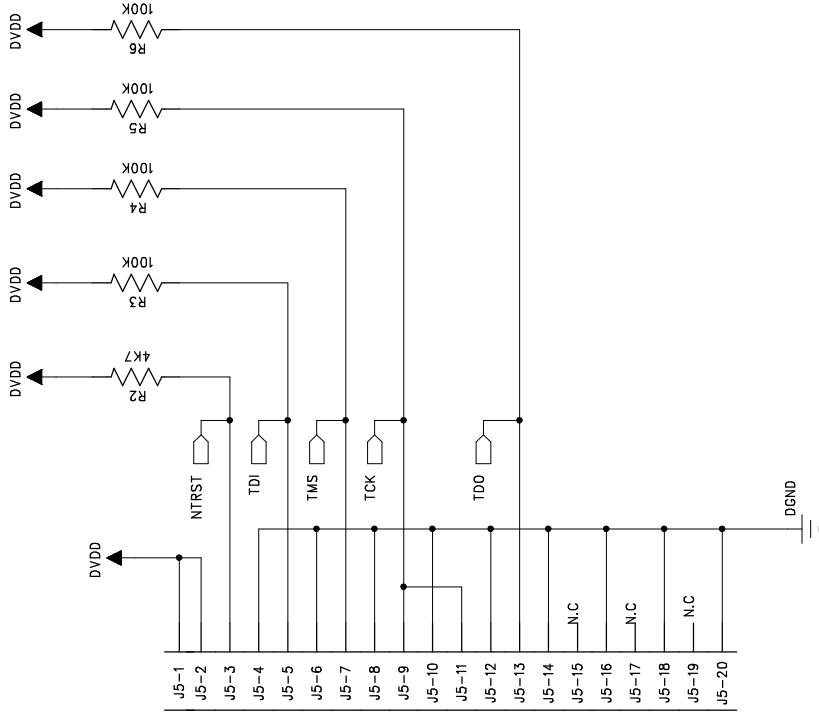 DVDD
100K
R6
DVDD
100K
R5
DVDD
100K
R4
DVDD
100K
R3
DVDD
4K7
R2
NTRST
TDI
TMS
TCK
TDO
DGND
DVDD
N.C
N.C
N.C
J5-1
J5-2
J5-3
J5-4
J5-5
J5-6
J5-7
J5-8
J5-9
J5-10
J5-11
J5-12
J5-13
J5-14
J5-15
J5-16
J5-17
J5-18
J5-19
J5-20